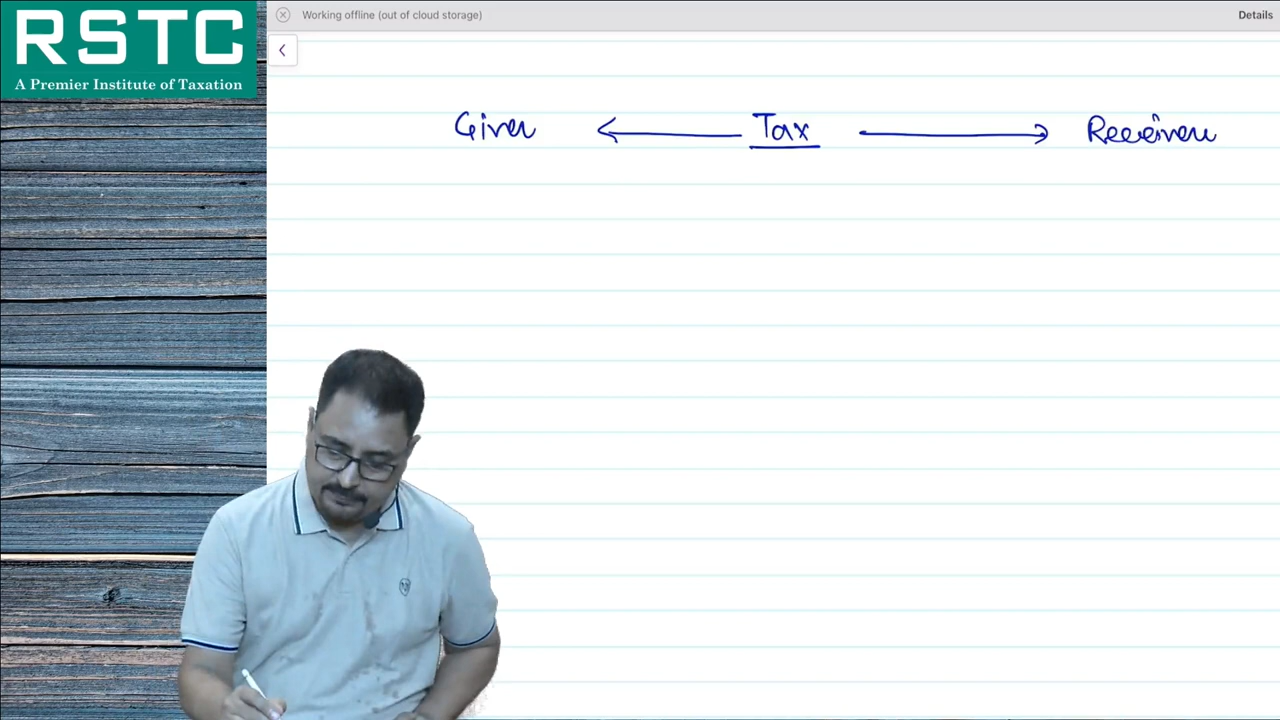 RSTC
A Premier Institute of Taxation
Working offline (out of cloud storage)
Details
Giver Tax Receiver